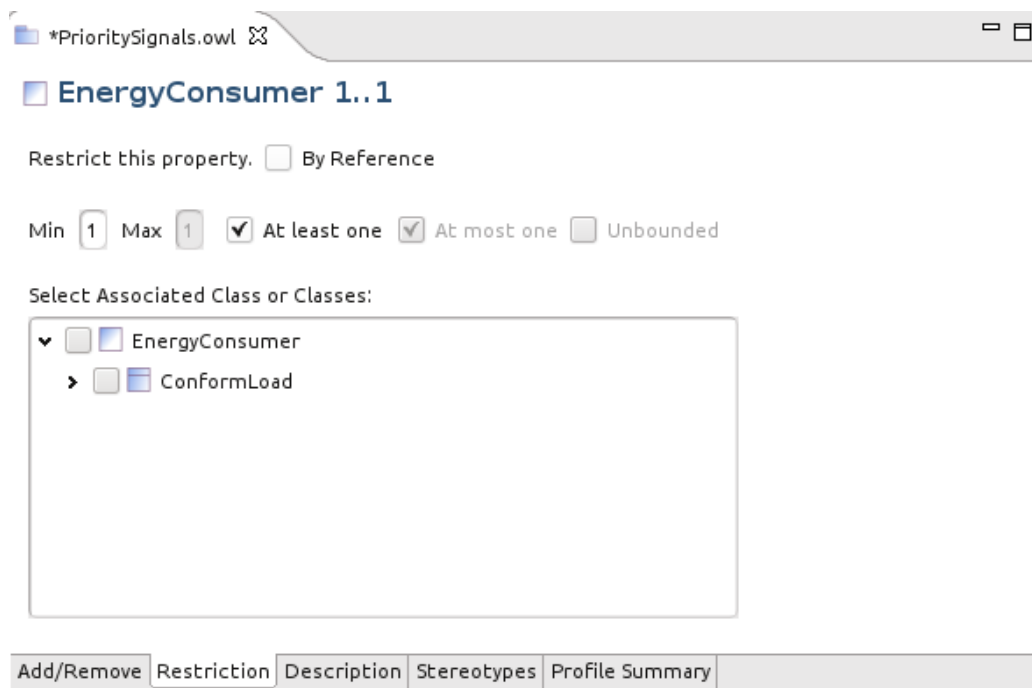 *PrioritySignals.owl
EnergyConsumer 1..1
Restrict this property. By Reference
Min 1 Max 1 At least one At most one Unbounded
Select Associated Class or Classes:
EnergyConsumer
ConformLoad
Add/Remove Restriction Description Stereotypes Profile Summary